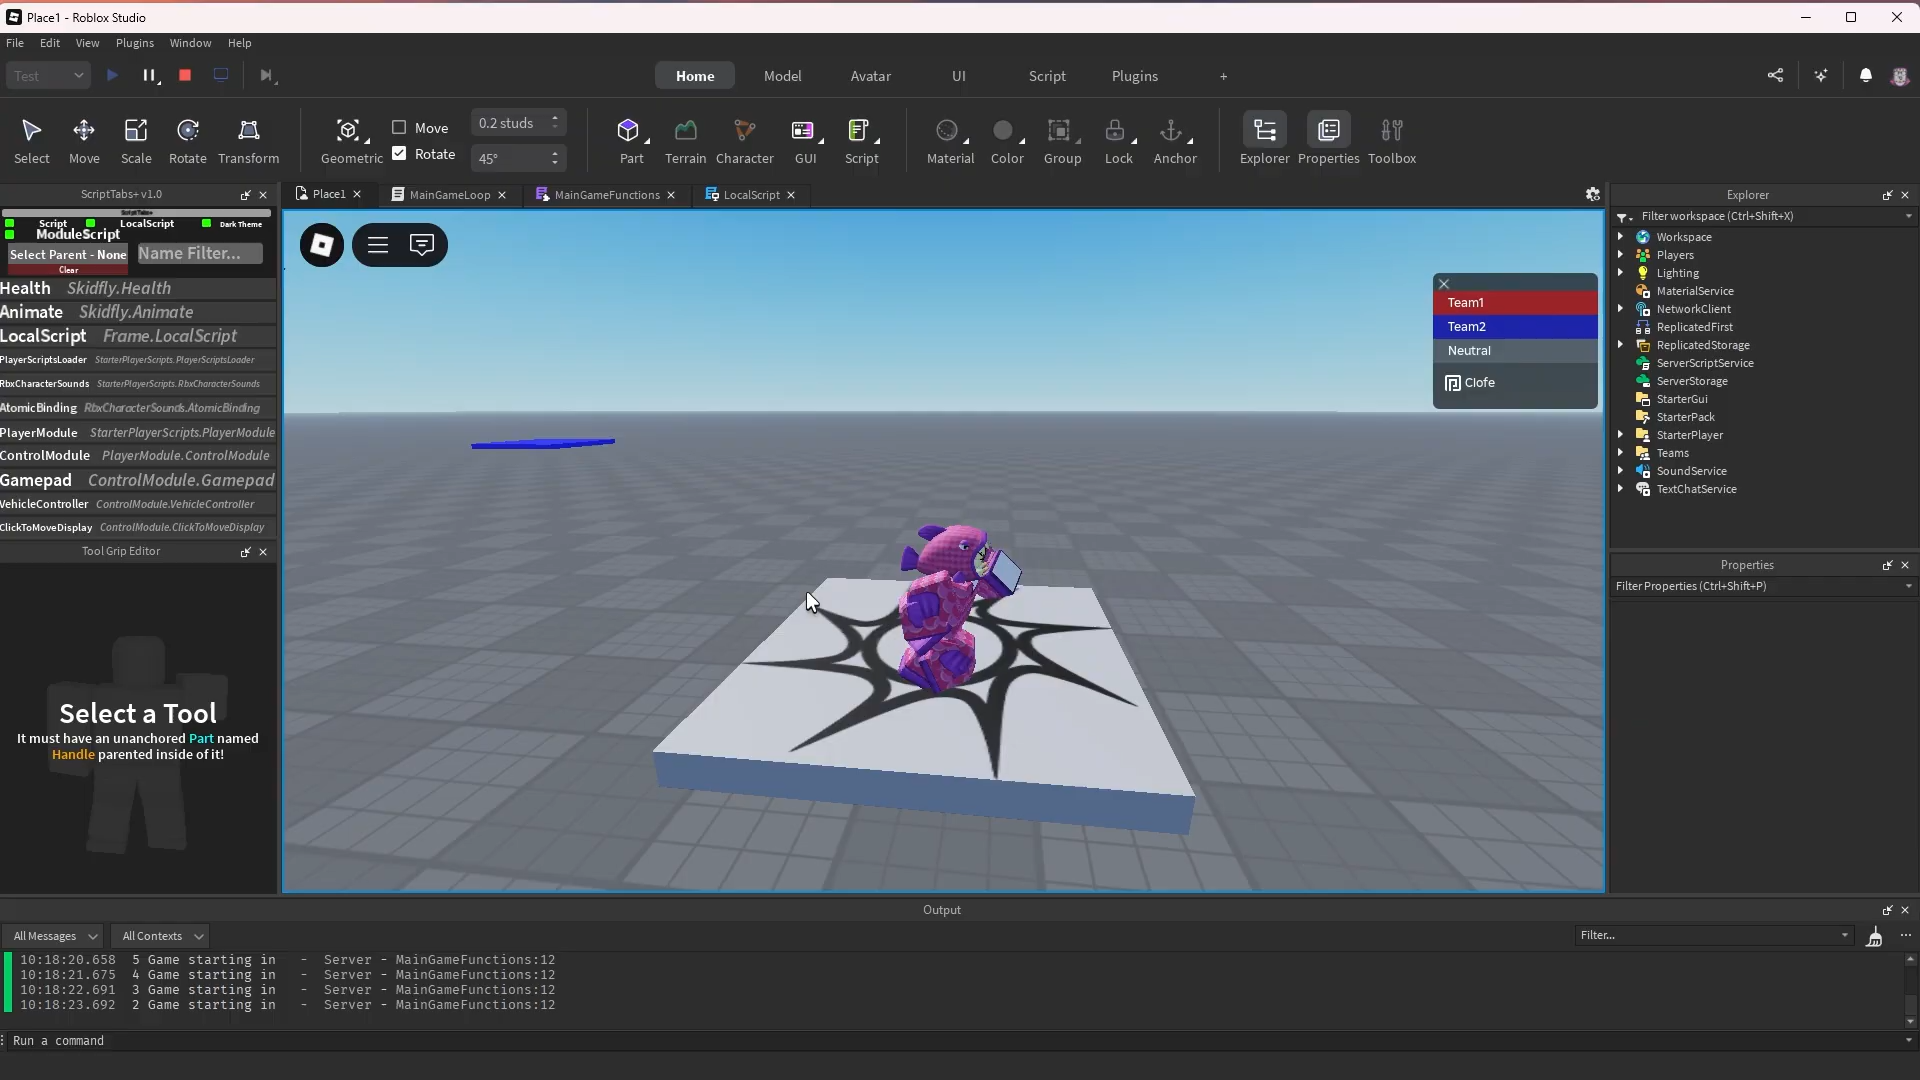 Place1 - Roblox Studio
File Edit View Plugins Window Help
Test
Home Model Avatar UI Script Plugins +
Move 0.2 studs
Rotate 45°
Select Move Scale Rotate Transform Geometric Part Terrain Character GUI Script Material Color Group Lock Anchor Explorer Properties Toolbox
ScriptTabs+ v1.0
Place1 MainGameLoop MainGameFunctions LocalScript
ScriptTabs+
Script LocalScript Dark Theme
ModuleScript
Select Parent - None Name Filter...
Clear
Health Skidfly.Health
Animate Skidfly.Animate
LocalScript Frame.LocalScript
PlayerScriptsLoader StarterPlayerScripts.PlayerScriptsLoader
RbxCharacterSounds StarterPlayerScripts.RbxCharacterSounds
AtomicBinding RbxCharacterSounds.AtomicBinding
PlayerModule StarterPlayerScripts.PlayerModule
ControlModule PlayerModule.ControlModule
Gamepad ControlModule.Gamepad
VehicleController ControlModule.VehicleController
ClickToMoveDisplay ControlModule.ClickToMoveDisplay
Tool Grip Editor
Select a Tool
It must have an unanchored Part named
Handle parented inside of it!
Team1
Team2
Neutral
Clofe
Explorer
Filter workspace (Ctrl+Shift+X)
Workspace
Players
Lighting
MaterialService
NetworkClient
ReplicatedFirst
ReplicatedStorage
ServerScriptService
ServerStorage
StarterGui
StarterPack
StarterPlayer
Teams
SoundService
TextChatService
Properties
Filter Properties (Ctrl+Shift+P)
Output
All Messages All Contexts Filter...
10:18:20.658 5 Game starting in - Server - MainGameFunctions:12
10:18:21.675 4 Game starting in - Server - MainGameFunctions:12
10:18:22.691 3 Game starting in - Server - MainGameFunctions:12
10:18:23.692 2 Game starting in - Server - MainGameFunctions:12
Run a command